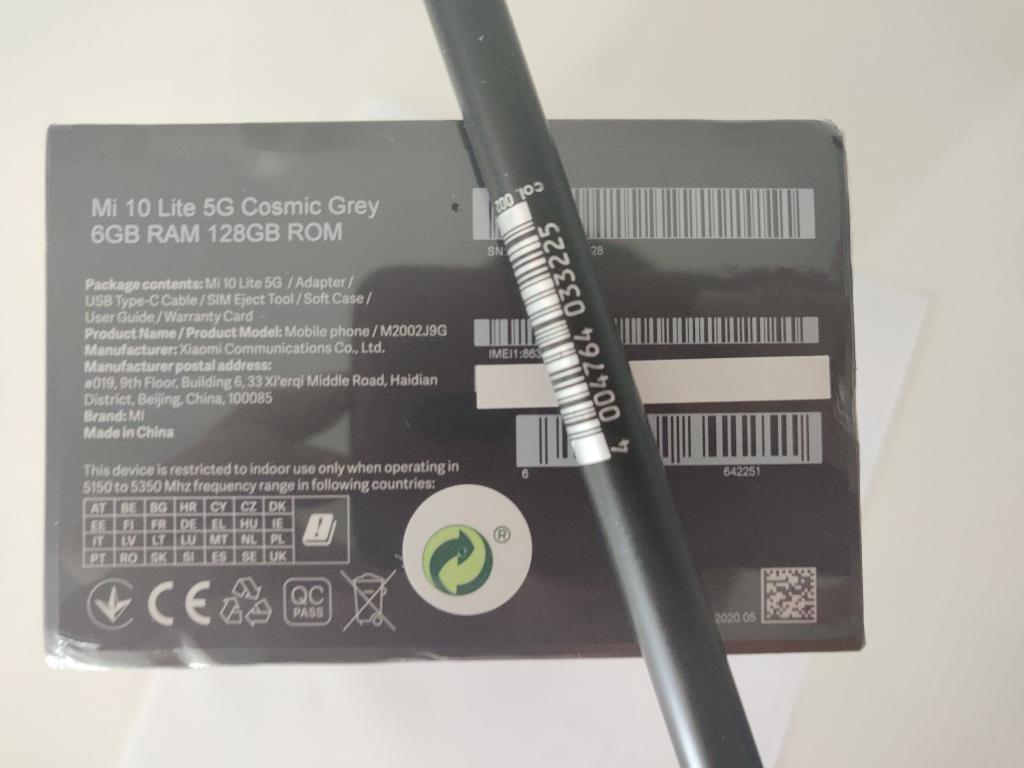 Mi 10 Lite 5G Cosmic Grey
6GB RAM 128GB ROM
Package contents: Mi 10 Lite 5G / Adapter /
USB Type-C Cable / SIM Eject Tool / Soft Case /
User Guide / Warranty Card
Product Name / Product Model: Mobile phone / M2002J9G
Manufacturer: Xiaomi Communications Co., Ltd.
Manufacturer postal address:
#019, 9th Floor, Building 6, 33 Xi'erqi Middle Road, Haidian
District, Beijing, China, 100085
Brand: MI
Made in China
This device is restricted to indoor use only when operating in
5150 to 5350 Mhz frequency range in following countries:
AT BE BG HR CY CZ DK
EE FI FR DE EL HU IE
IT LV LT LU MT NL PL
PT RO SK SI ES SE UK
CE
QC
PASS
®
SN:
28
IMEI1:863
6
642251
2020 05
COL 002
4 004764 033225